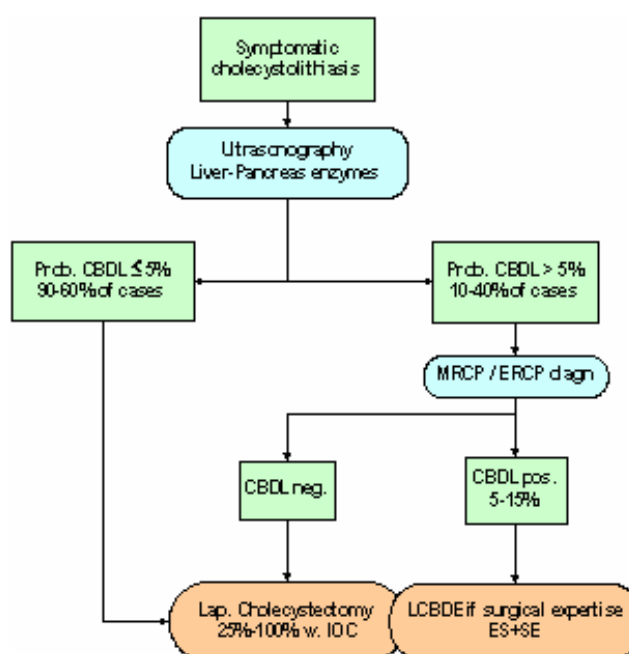 Symptomatic
cholecystolithiasis
Utrasonography
Liver-Pancreas enzymes
Prob. CBDL ≤5%
90-60% of cases
Prob. CBDL > 5%
10-40% of cases
MRCP / ERCP diagn
CBDL neg.
CBDL pos.
5-15%
Lap. Cholecystectomy
25%-100% w. IOC
LCBDE if surgical expertise
ES+SE